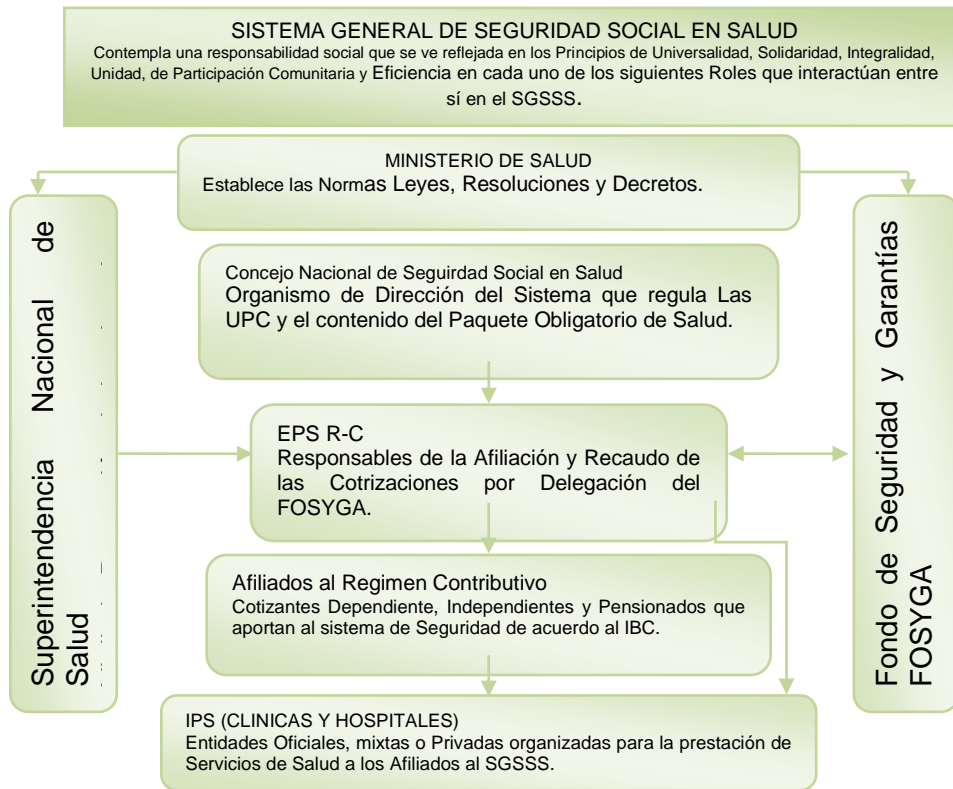 SISTEMA GENERAL DE SEGURIDAD SOCIAL EN SALUD
Contempla una responsabilidad social que se ve reflejada en los Principios de Universalidad, Solidaridad, Integralidad,
Unidad, de Participación Comunitaria y Eficiencia en cada uno de los siguientes Roles que interactúan entre
sí en el SGSSS.
MINISTERIO DE SALUD
Establece las Normas Leyes, Resoluciones y Decretos.
Superintendencia Nacional de
Salud
Concejo Nacional de Seguirdad Social en Salud
Organismo de Dirección del Sistema que regula Las
UPC y el contenido del Paquete Obligatorio de Salud.
EPS R-C
Responsables de la Afiliación y Recaudo de
las Cotrizaciones por Delegación del
FOSYGA.
Afiliados al Regimen Contributivo
Cotizantes Dependiente, Independientes y Pensionados que
aportan al sistema de Seguridad de acuerdo al IBC.
IPS (CLINICAS Y HOSPITALES)
Entidades Oficiales, mixtas o Privadas organizadas para la prestación de
Servicios de Salud a los Afiliados al SGSSS.
Fondo de Seguridad y Garantías
FOSYGA